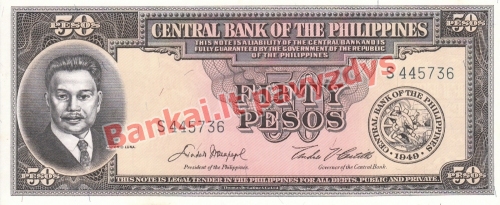 50 50
CENTRAL BANK OF THE PHILIPPINES
THIS NOTE IS A LIABILITY OF THE CENTRAL BANK AND IS
FULLY GUARANTEED BY THE GOVERNMENT OF THE REPUBLIC
OF THE PHILIPPINES
S 445736
Bankai.lt pavyzdys
FIFTY
PESOS
S 445736
CENTRAL BANK OF THE PHILIPPINES
1949
President of the Philippines.
Governor of the Central Bank.
THIS NOTE IS LEGAL TENDER IN THE PHILIPPINES FOR ALL DEBTS, PUBLIC AND PRIVATE.
50 50